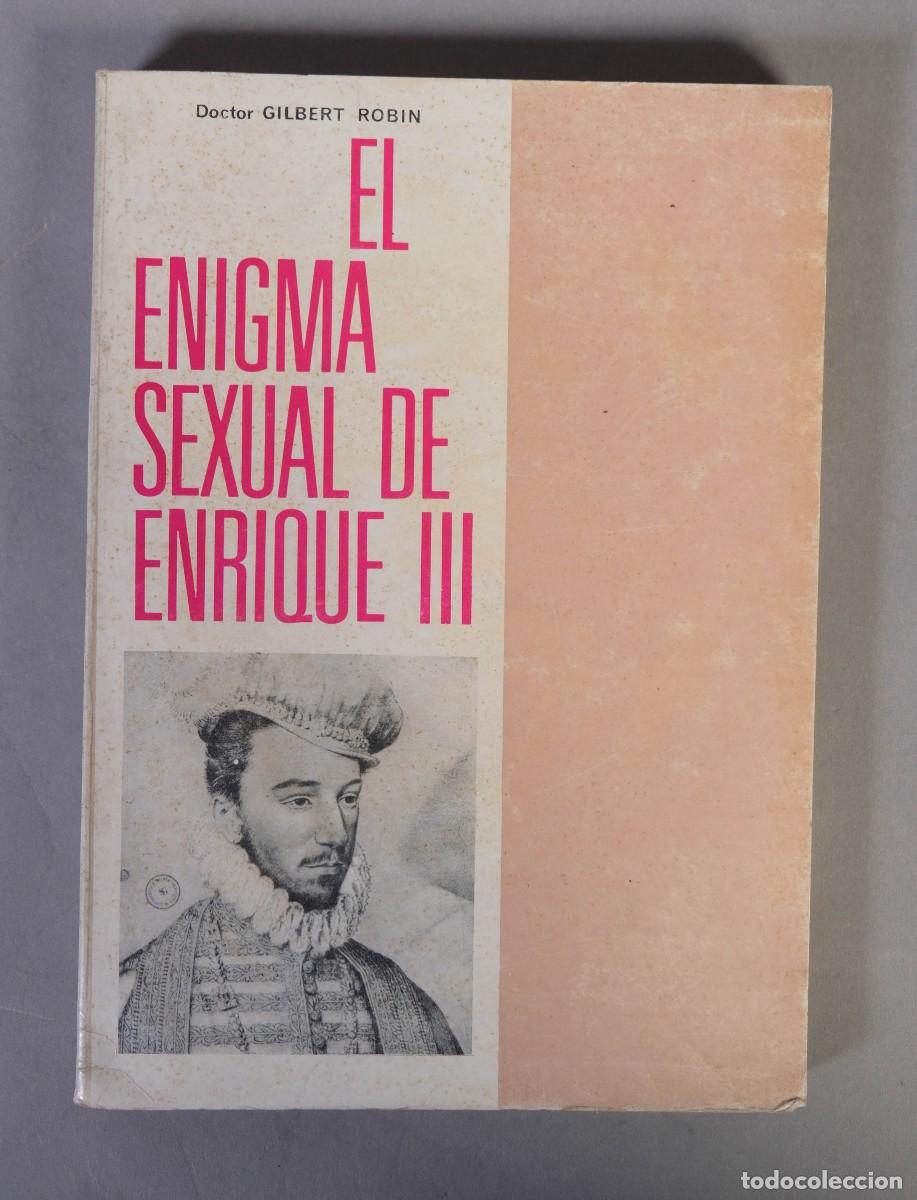 Doctor GILBERT ROBIN
EL
ENIGMA
SEXUAL DE
ENRIQUE III
todocoleccion